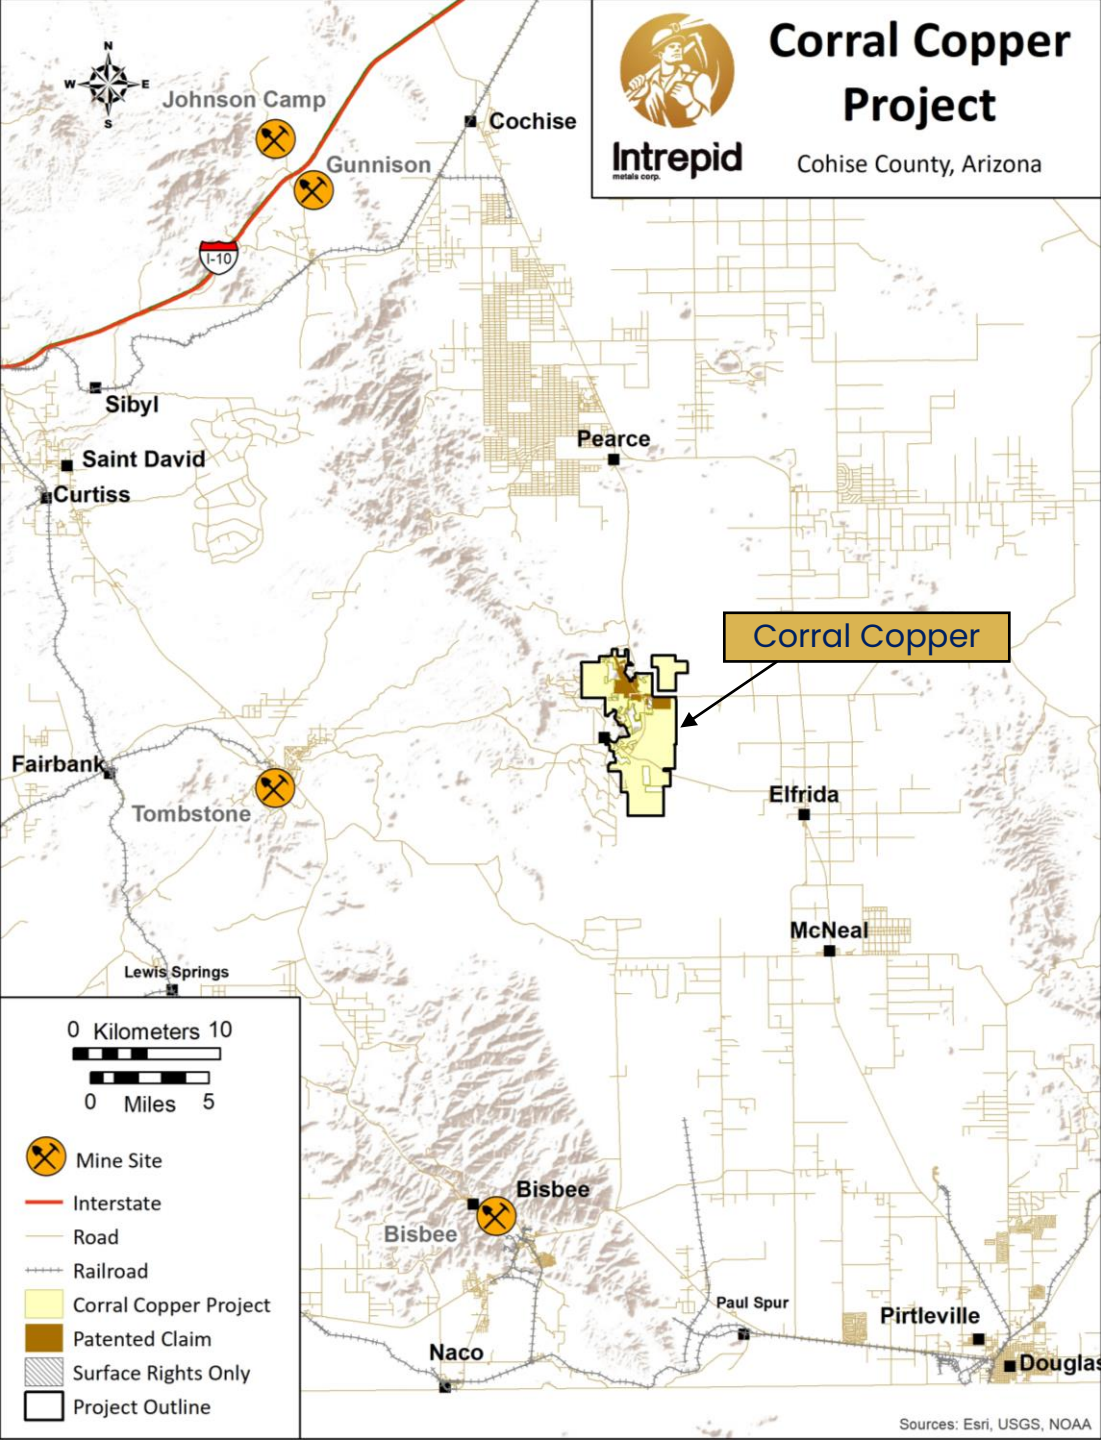 N
W
E
S
Johnson Camp
Gunnison
Cochise
I-10
Intrepid
metals corp.
Corral Copper
Project
Cohise County, Arizona
Sibyl
Saint David
Curtiss
Pearce
Corral Copper
Fairbank
Tombstone
Elfrida
McNeal
Lewis Springs
0 Kilometers 10
0 Miles 5
Mine Site
Interstate
Road
Railroad
Corral Copper Project
Patented Claim
Surface Rights Only
Project Outline
Bisbee
Bisbee
Paul Spur
Pirtleville
Naco
Douglas
Sources: Esri, USGS, NOAA